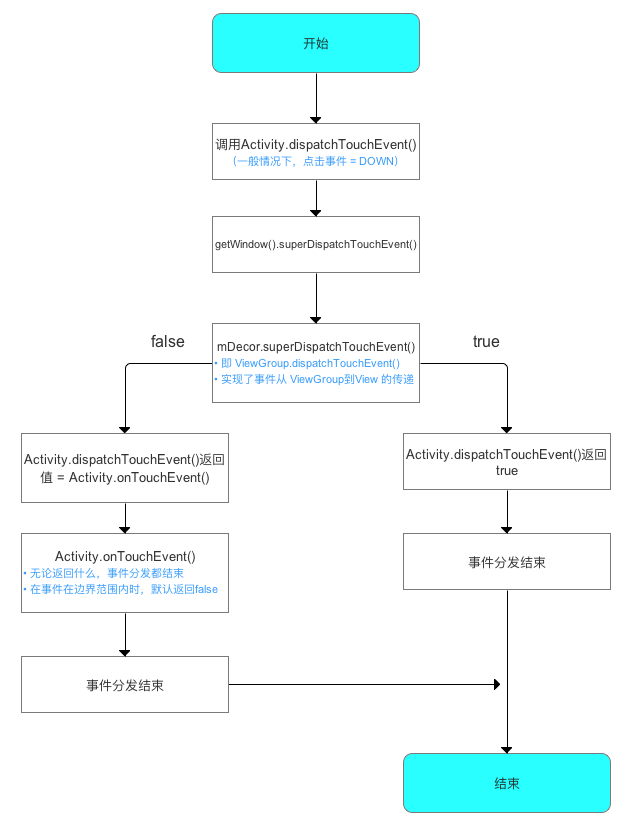 开始
调用Activity.dispatchTouchEvent()
（一般情况下，点击事件 = DOWN）
getWindow().superDispatchTouchEvent()
false
true
mDecor.superDispatchTouchEvent()
• 即 ViewGroup.dispatchTouchEvent()
• 实现了事件从 ViewGroup到View 的传递
Activity.dispatchTouchEvent()返回
值 = Activity.onTouchEvent()
Activity.dispatchTouchEvent()返回
true
Activity.onTouchEvent()
• 无论返回什么，事件分发都结束
• 在事件在边界范围内时，默认返回false
事件分发结束
事件分发结束
结束